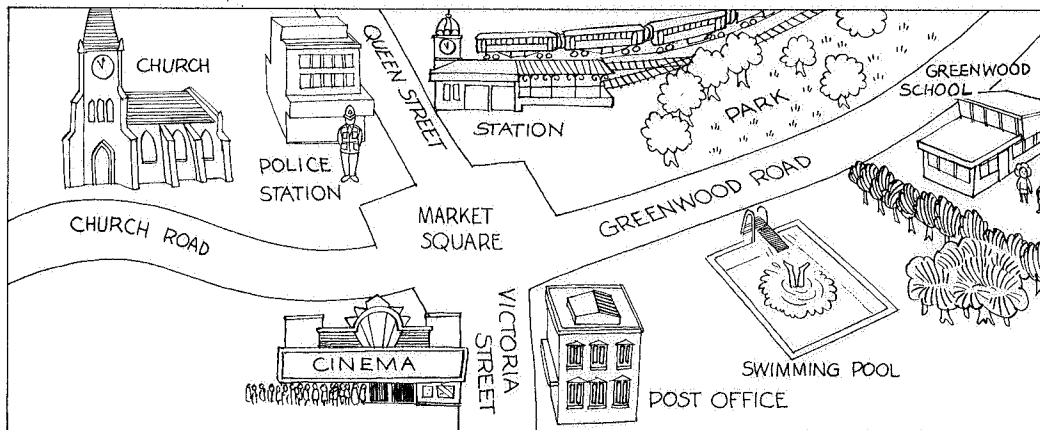 CHURCH
POLICE
STATION
QUEEN STREET
STATION
PARK
GREENWOOD
SCHOOL
CHURCH ROAD
MARKET
SQUARE
GREENWOOD ROAD
CINEMA
VICTORIA
STREET
POST OFFICE
SWIMMING POOL